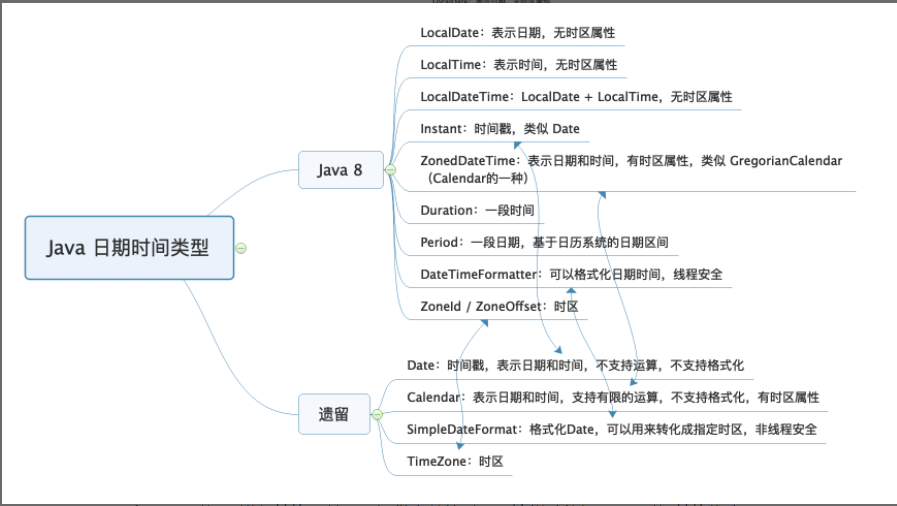 Java 日期时间类型
Java 8
LocalDate：表示日期，无时区属性
LocalTime：表示时间，无时区属性
LocalDateTime：LocalDate + LocalTime，无时区属性
Instant：时间戳，类似 Date
ZonedDateTime：表示日期和时间，有时区属性，类似 GregorianCalendar
（Calendar的一种）
Duration：一段时间
Period：一段日期，基于日历系统的日期区间
DateTimeFormatter：可以格式化日期时间，线程安全
ZoneId / ZoneOffset：时区
遗留
Date：时间戳，表示日期和时间，不支持运算，不支持格式化
Calendar：表示日期和时间，支持有限的运算，不支持格式化，有时区属性
SimpleDateFormat：格式化Date，可以用来转化成指定时区，非线程安全
TimeZone：时区